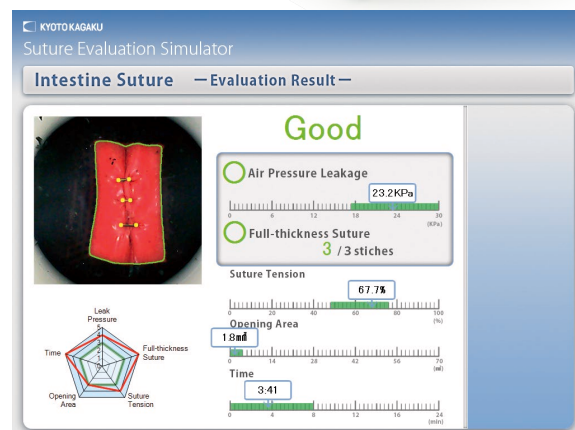 KYOTO KAGAKU
Suture Evaluation Simulator
Intestine Suture — Evaluation Result —
Good
Air Pressure Leakage
23.2KPa
0 6 12 18 24 30
(KPa)
Full-thickness Suture
3 / 3 stiches
Suture Tension
67.7%
0 20 40 60 80 100
(%)
Opening Area
1.8㎟
0 14 28 42 56 70
(㎟)
Time
3:41
0 4 8 12 16 24
(min)
Leak
Pressure
Full-thickness
Suture
Suture
Tension
Opening
Area
Time